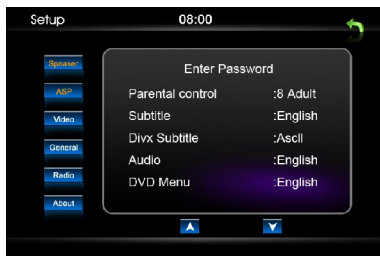 Setup 08:00
Speaker
ASP
Video
General
Radio
About
Enter Password
Parental control :8 Adult
Subtitle :English
Divx Subtitle :AscII
Audio :English
DVD Menu :English